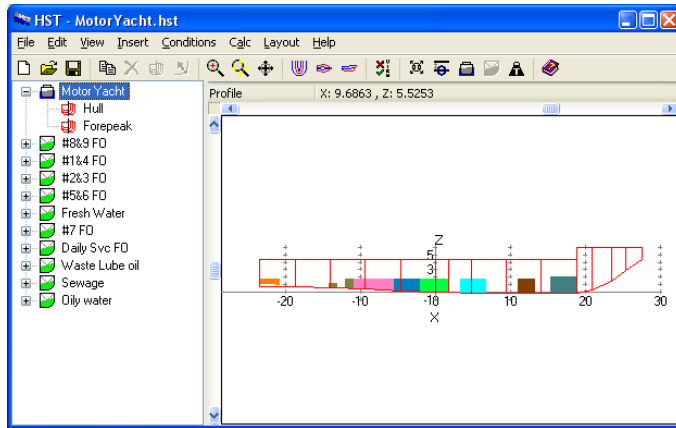 HST - MotorYacht.hst
File Edit View Insert Conditions Calc Layout Help
Profile X: 9.6863 , Z: 5.5253
Motor Yacht
Hull
Forepeak
#8&9 FO
#1&4 FO
#2&3 FO
#5&6 FO
Fresh Water
#7 FO
Daily Svc FO
Waste Lube oil
Sewage
Oily water
Z
5
3
-20 -10 10 20 30
X